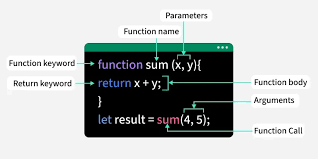 Parameters
Function name
Function keyword
function sum (x, y){
Return keyword
return x + y;
Function body
}
Arguments
let result = sum(4, 5);
Function Call